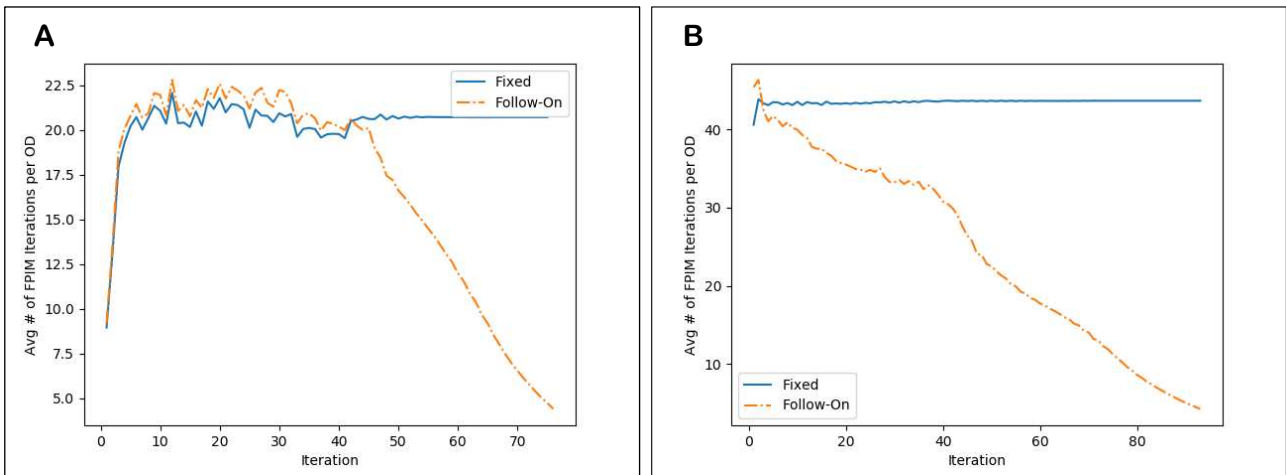 A
Avg # of FPIM Iterations per OD
22.5
20.0
17.5
15.0
12.5
10.0
7.5
5.0
Fixed
Follow-On
0 10 20 30 40 50 60 70
Iteration
B
Avg # of FPIM Iterations per OD
40
30
20
10
Fixed
Follow-On
0 20 40 60 80
Iteration